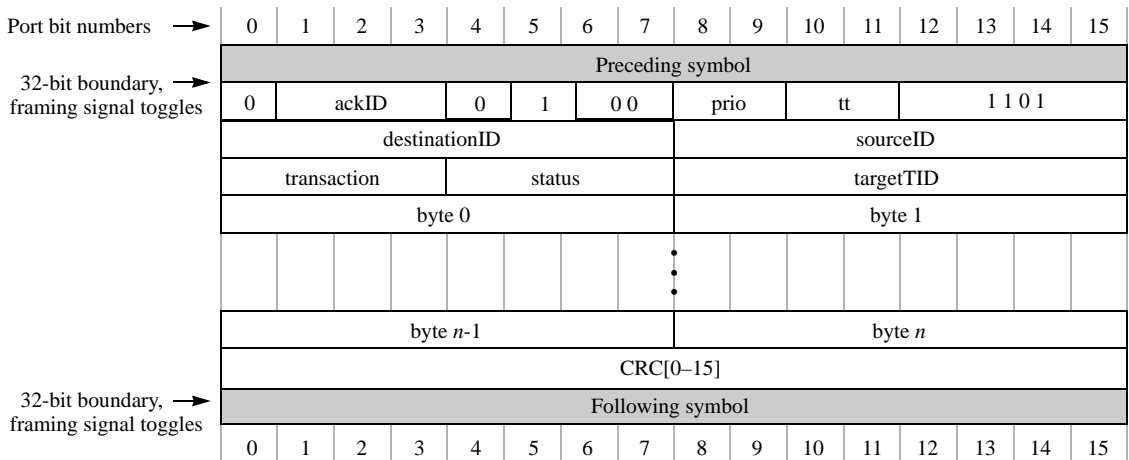 Port bit numbers 0 1 2 3 4 5 6 7 8 9 10 11 12 13 14 15
Preceding symbol
32-bit boundary,
framing signal toggles
0 ackID 0 1 0 0 prio tt 1 1 0 1
destinationID sourceID
transaction status targetTID
byte 0 byte 1
byte n-1 byte n
CRC[0–15]
32-bit boundary,
framing signal toggles
Following symbol
0 1 2 3 4 5 6 7 8 9 10 11 12 13 14 15